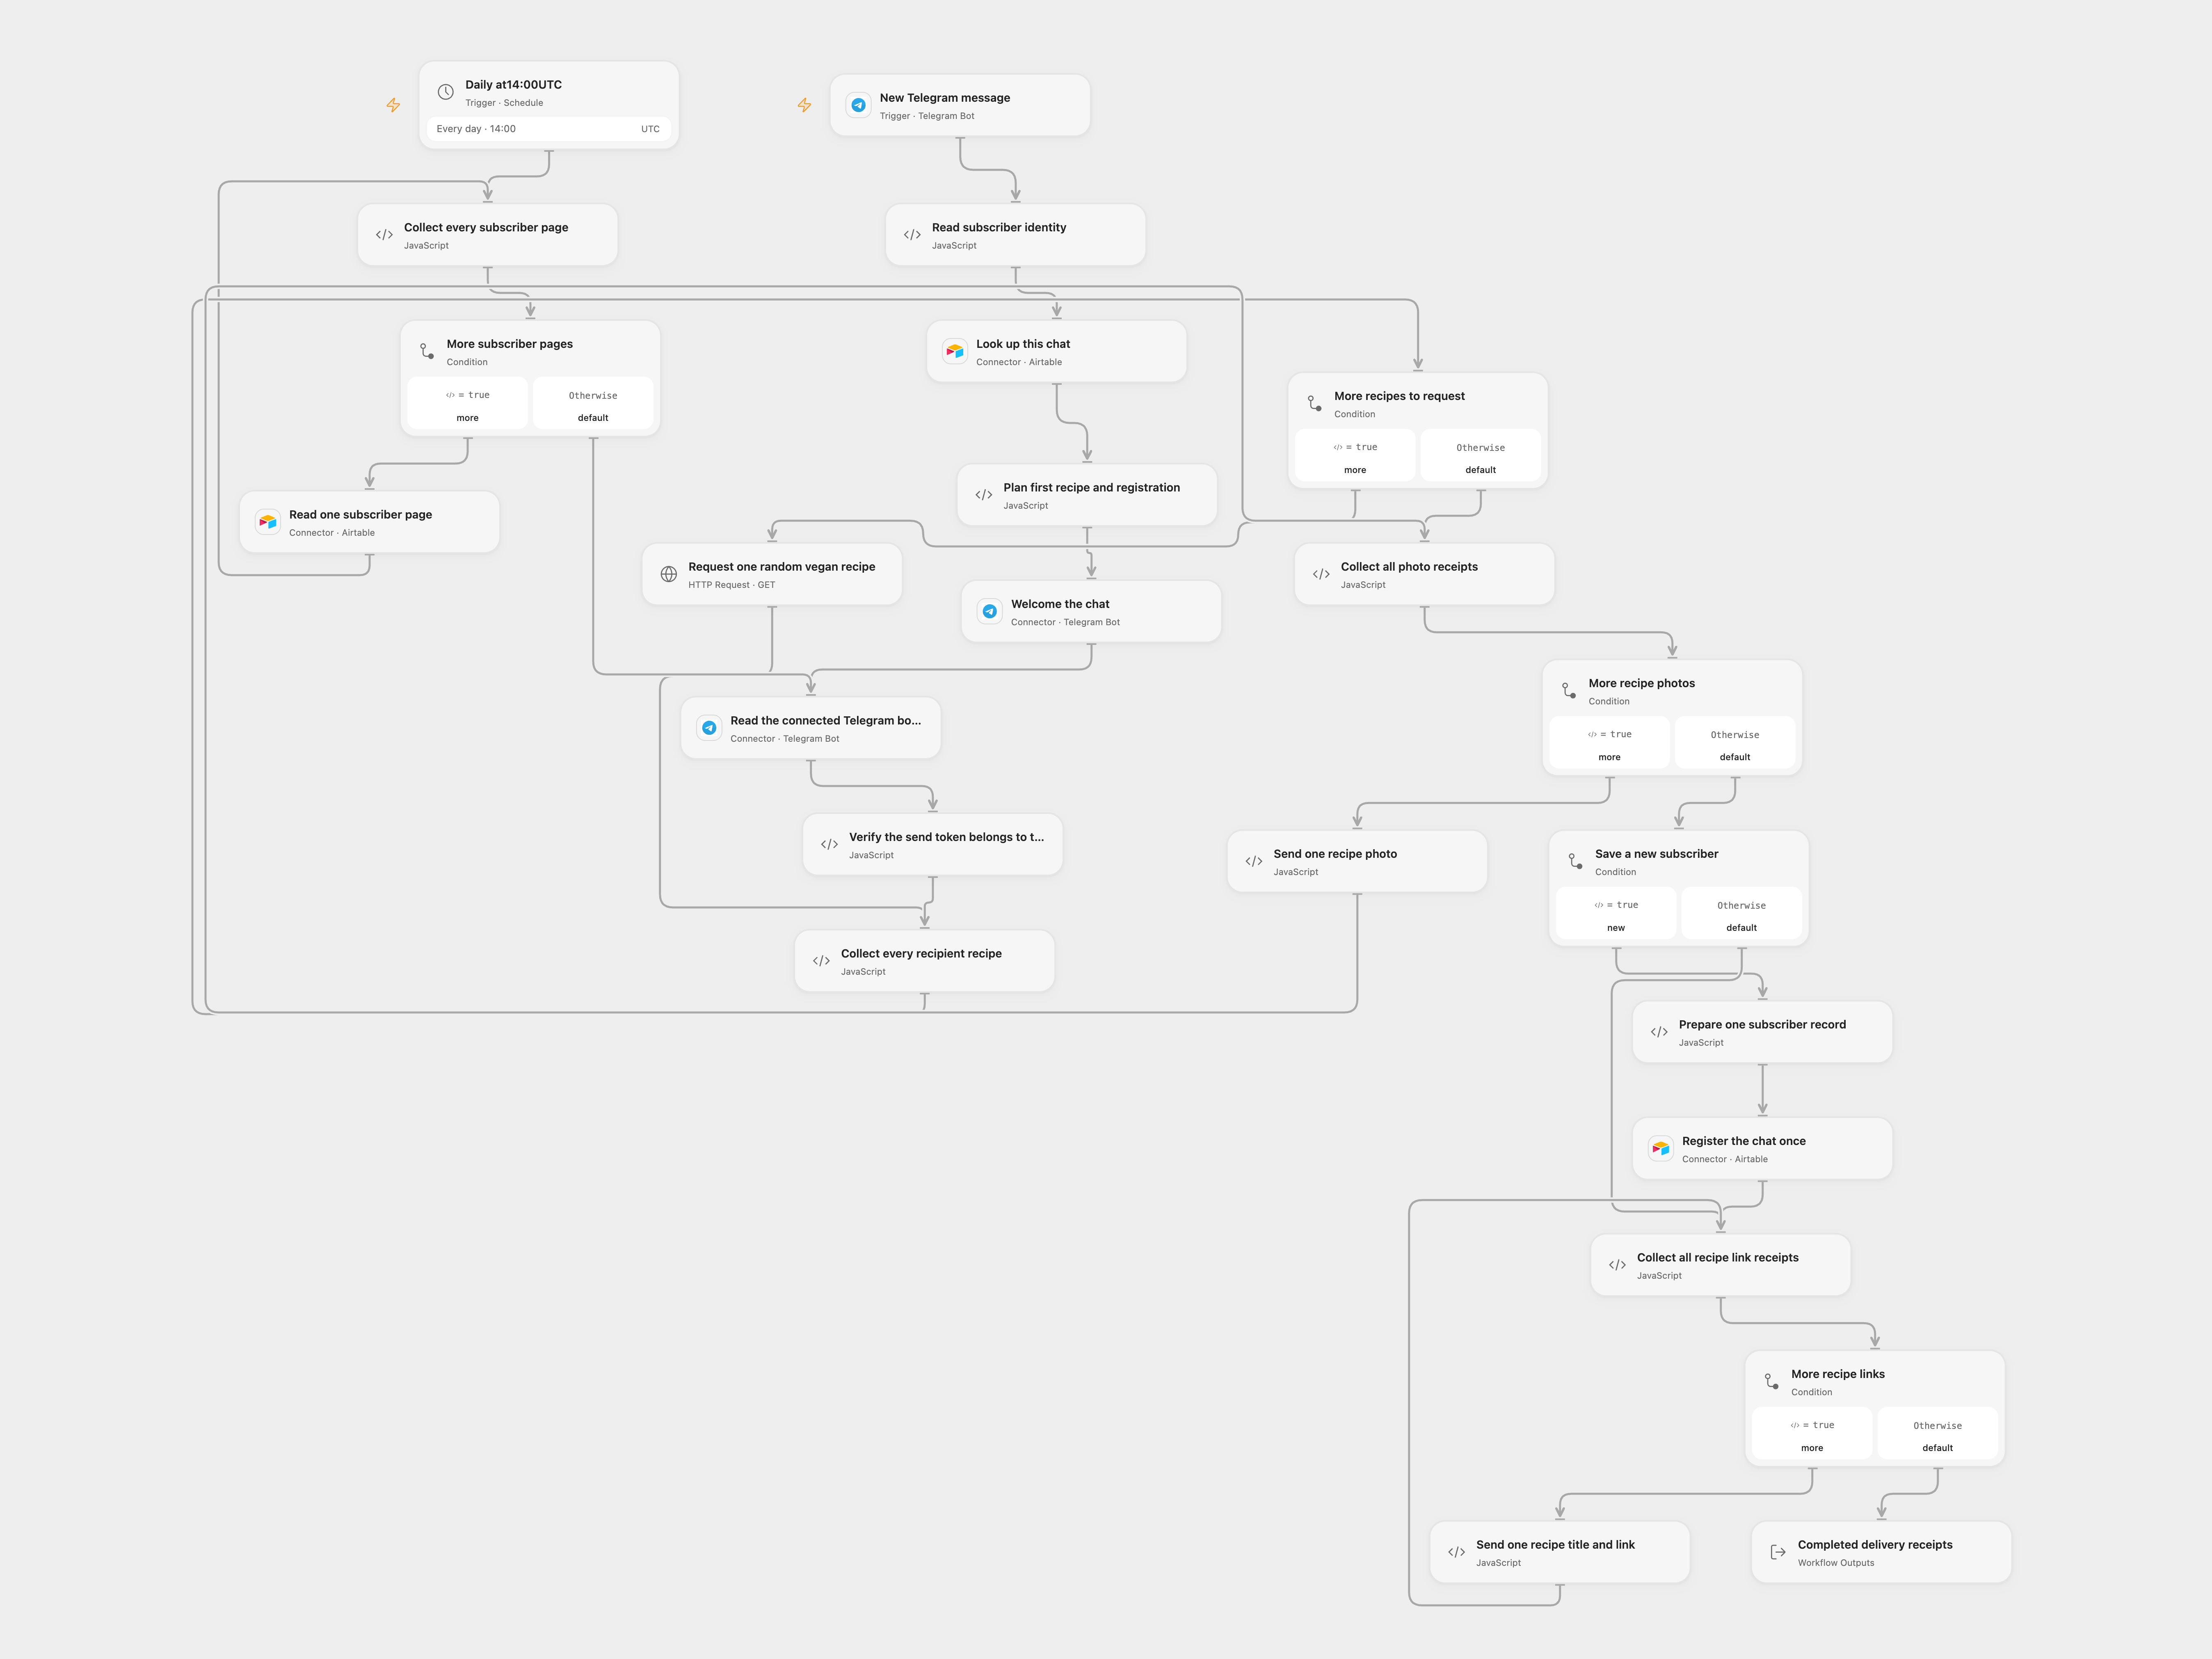 Daily at14:00UTC
Trigger · Schedule
Every day · 14:00
UTC
New Telegram message
Trigger · Telegram Bot
Collect every subscriber page
JavaScript
Read subscriber identity
JavaScript
More subscriber pages
Condition
= true
more
Otherwise
default
Look up this chat
Connector · Airtable
More recipes to request
Condition
= true
more
Otherwise
default
Read one subscriber page
Connector · Airtable
Plan first recipe and registration
JavaScript
Request one random vegan recipe
HTTP Request · GET
Welcome the chat
Connector · Telegram Bot
Collect all photo receipts
JavaScript
More recipe photos
Condition
= true
more
Otherwise
default
Read the connected Telegram bo...
Connector · Telegram Bot
Verify the send token belongs to t...
JavaScript
Send one recipe photo
JavaScript
Save a new subscriber
Condition
= true
new
Otherwise
default
Collect every recipient recipe
JavaScript
Prepare one subscriber record
JavaScript
Register the chat once
Connector · Airtable
Collect all recipe link receipts
JavaScript
More recipe links
Condition
= true
more
Otherwise
default
Send one recipe title and link
JavaScript
Completed delivery receipts
Workflow Outputs